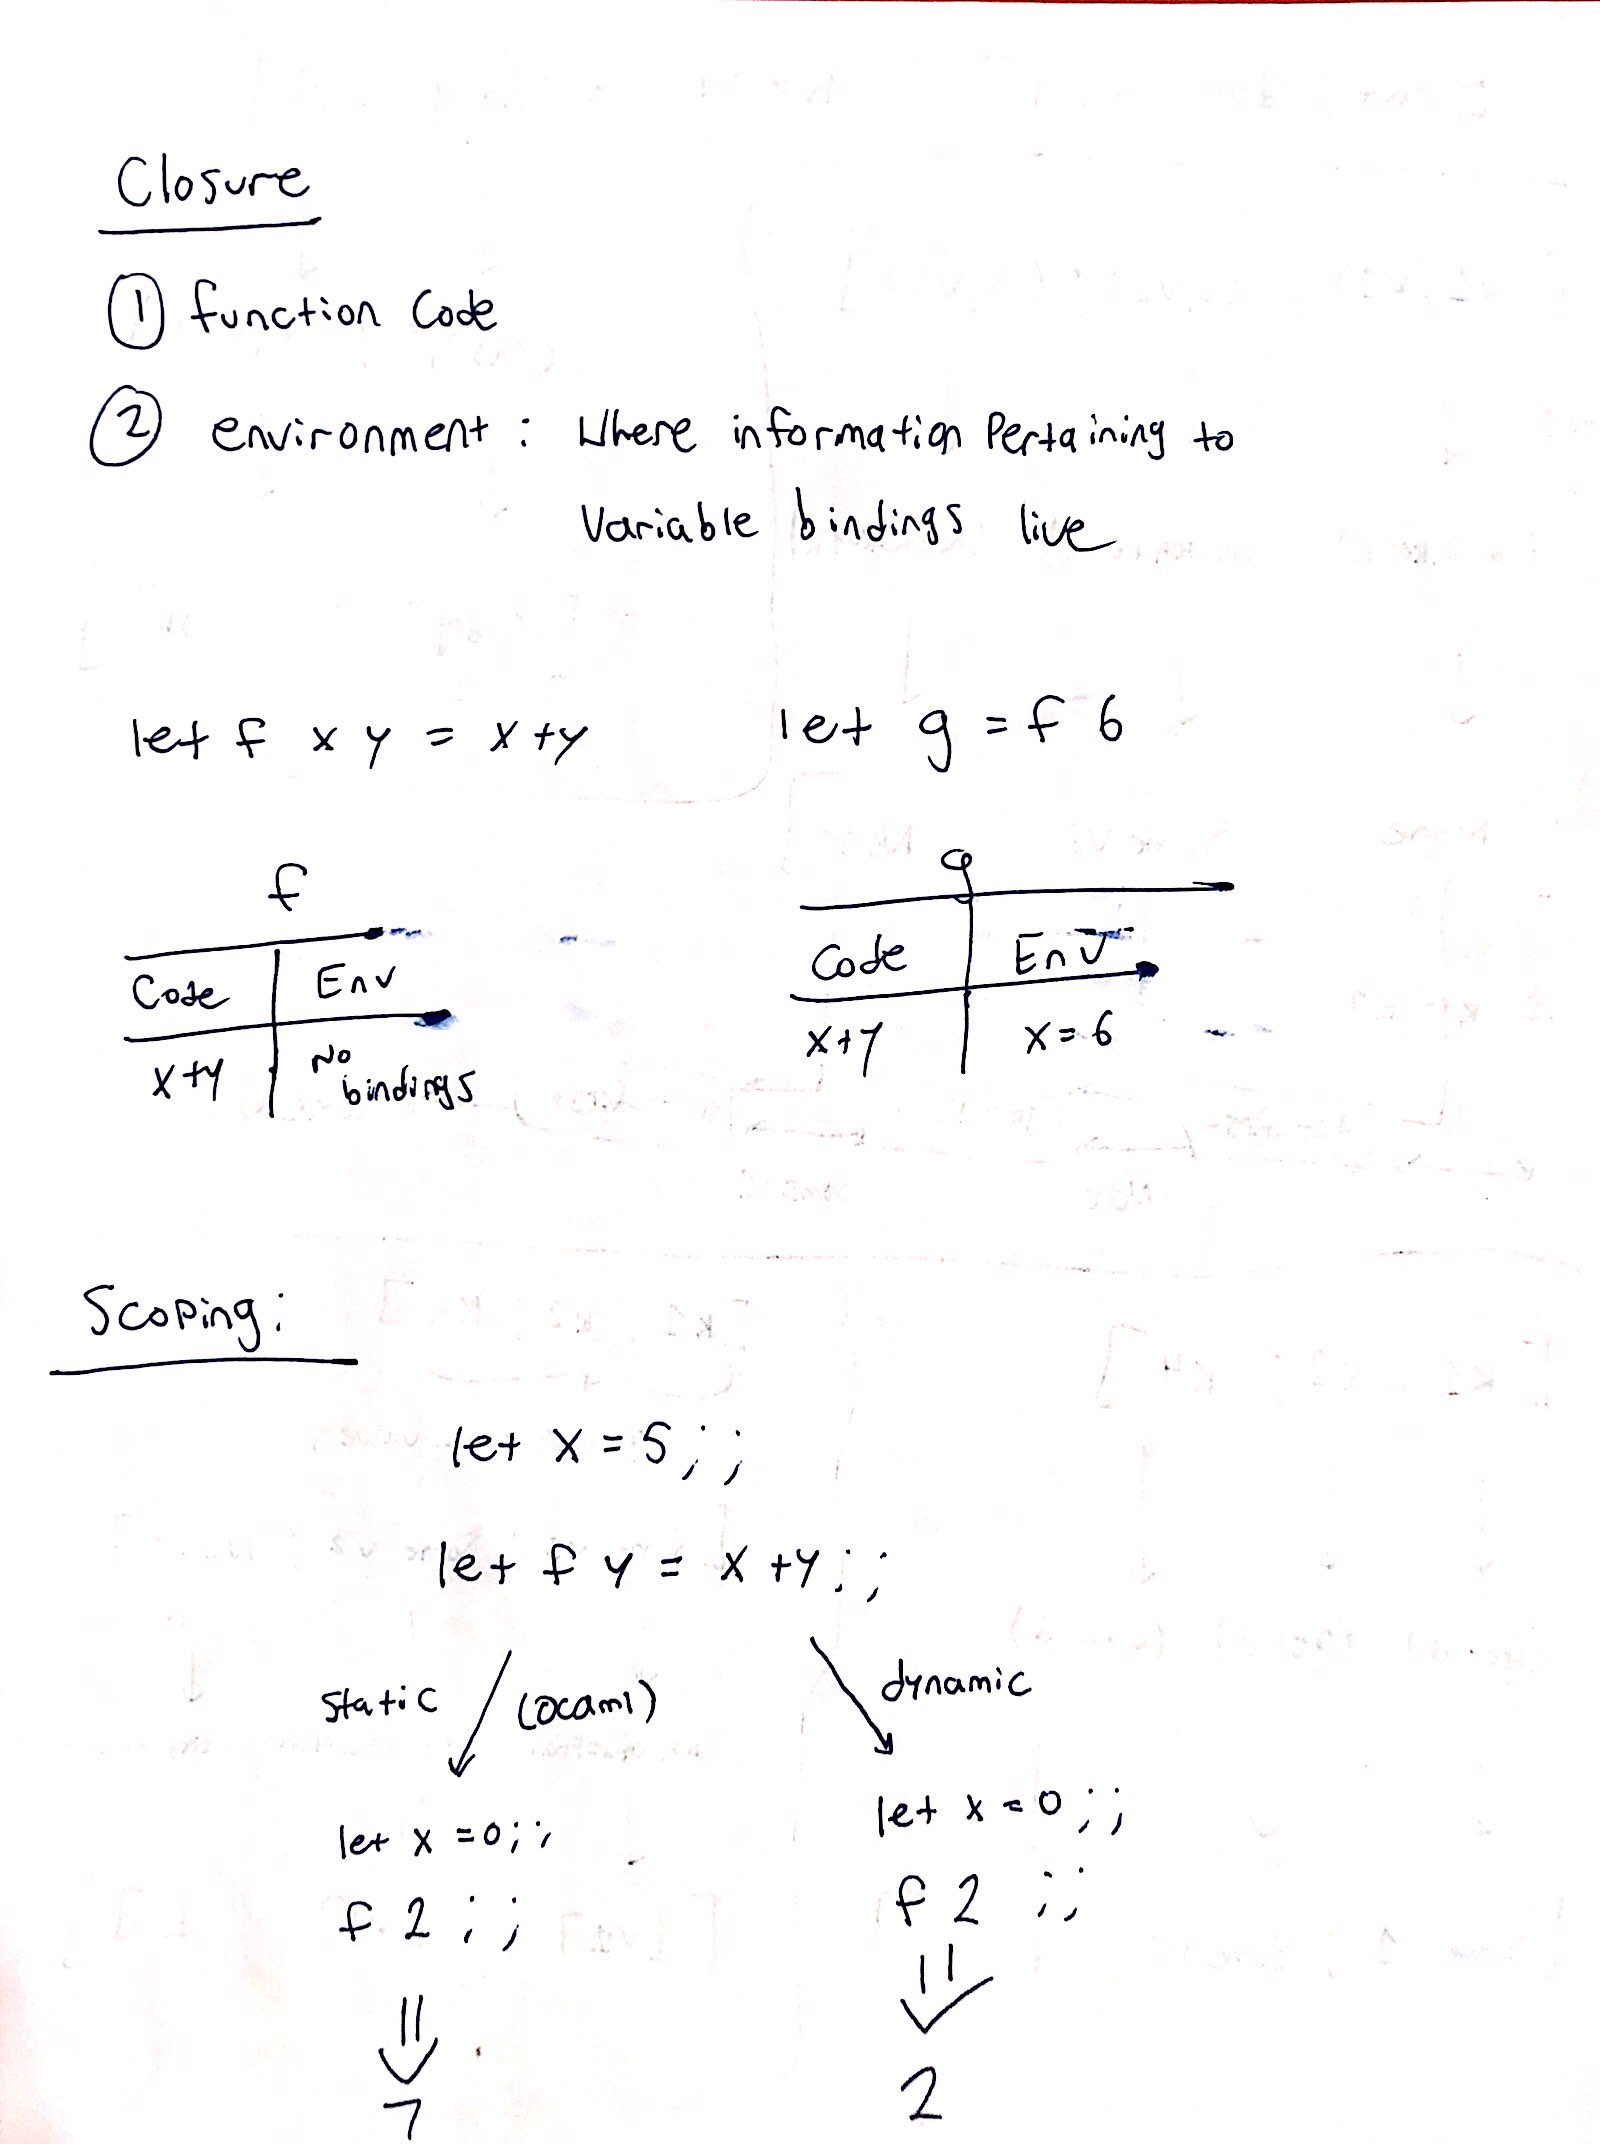 Closure
① function Code
② environment : Where information Pertaining to
Variable bindings live
let f x y = x+y
let g = f 6
f
Code Env
x+y No bindings
g
Code Env
x+y x=6
Scoping:
let x = 5;;
let f y = x +y;;
static (ocaml)
let x =0;;
f 2 ;;
7
dynamic
let x = 0;;
f 2 ;;
2